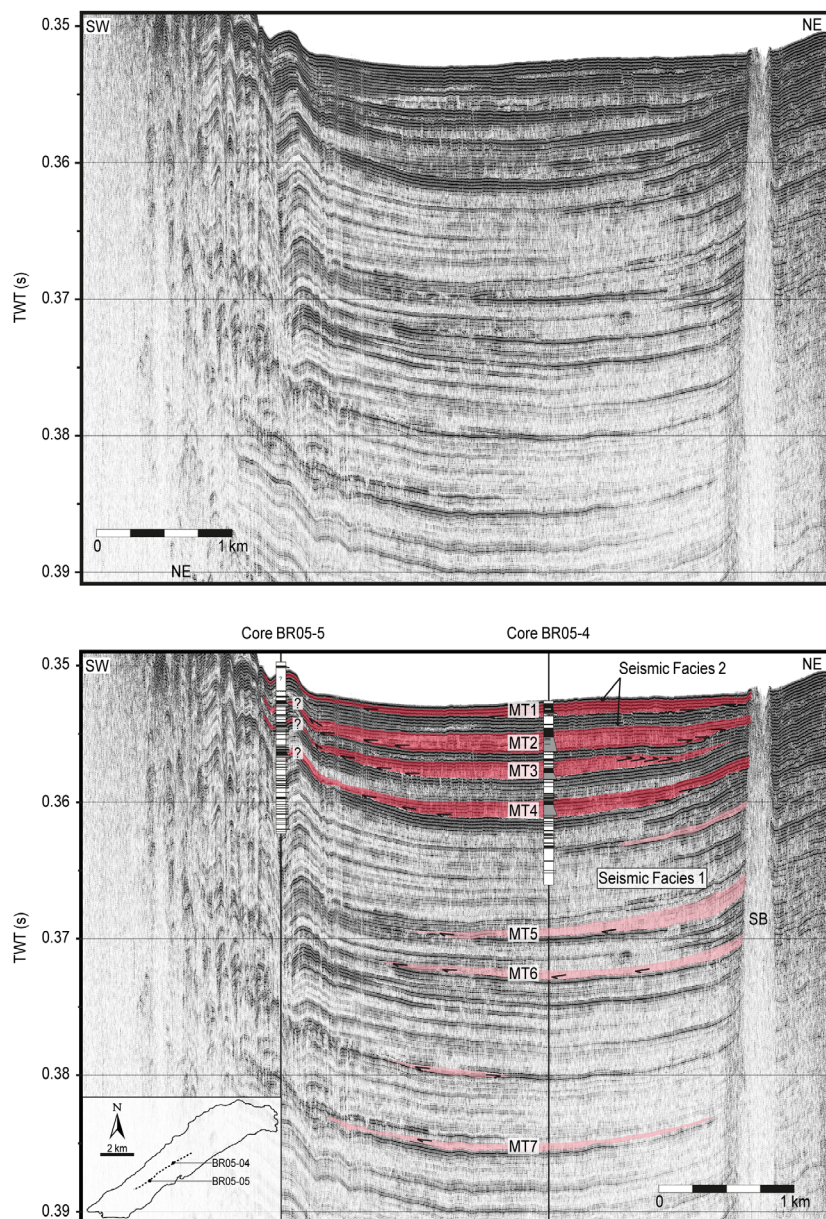 SW
NE
0.35
0.36
0.37
0.38
0.39
TWT (s)
0
1 km
NE
Core BR05-5
Core BR05-4
SW
Seismic Facies 2
NE
0.35
?
?
?
?
MT1
MT2
MT3
MT4
0.36
Seismic Facies 1
MT5
SB
0.37
TWT (s)
MT6
0.38
MT7
0.39
N
2 km
BR05-04
BR05-05
0
1 km